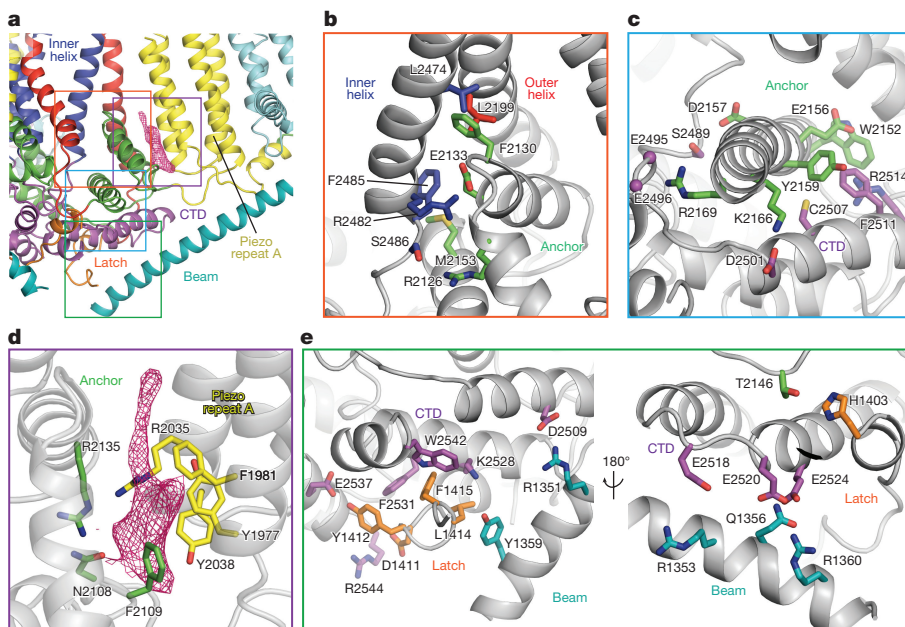 a
Inner
helix
CTD
Latch
Beam
Piezo
repeat A
b
L2474
Inner
helix
Outer
helix
L2199
F2130
E2133
F2485
R2482
S2486
M2153
R2126
Anchor
c
Anchor
D2157
E2156
W2152
E2495
S2489
R2514
Y2159
E2496
R2169
K2166
C2507
F2511
CTD
D2501
d
Anchor
Piezo
repeat A
R2135
R2035
F1981
Y1977
Y2038
N2108
F2109
e
W2542
D2509
K2528
E2537
F2531
F1415
R1351
Y1412
L1414
Y1359
D1411
Latch
R2544
Beam
180°
T2146
H1403
CTD
E2518
E2520
E2524
Latch
Q1356
R1353
R1360
Beam